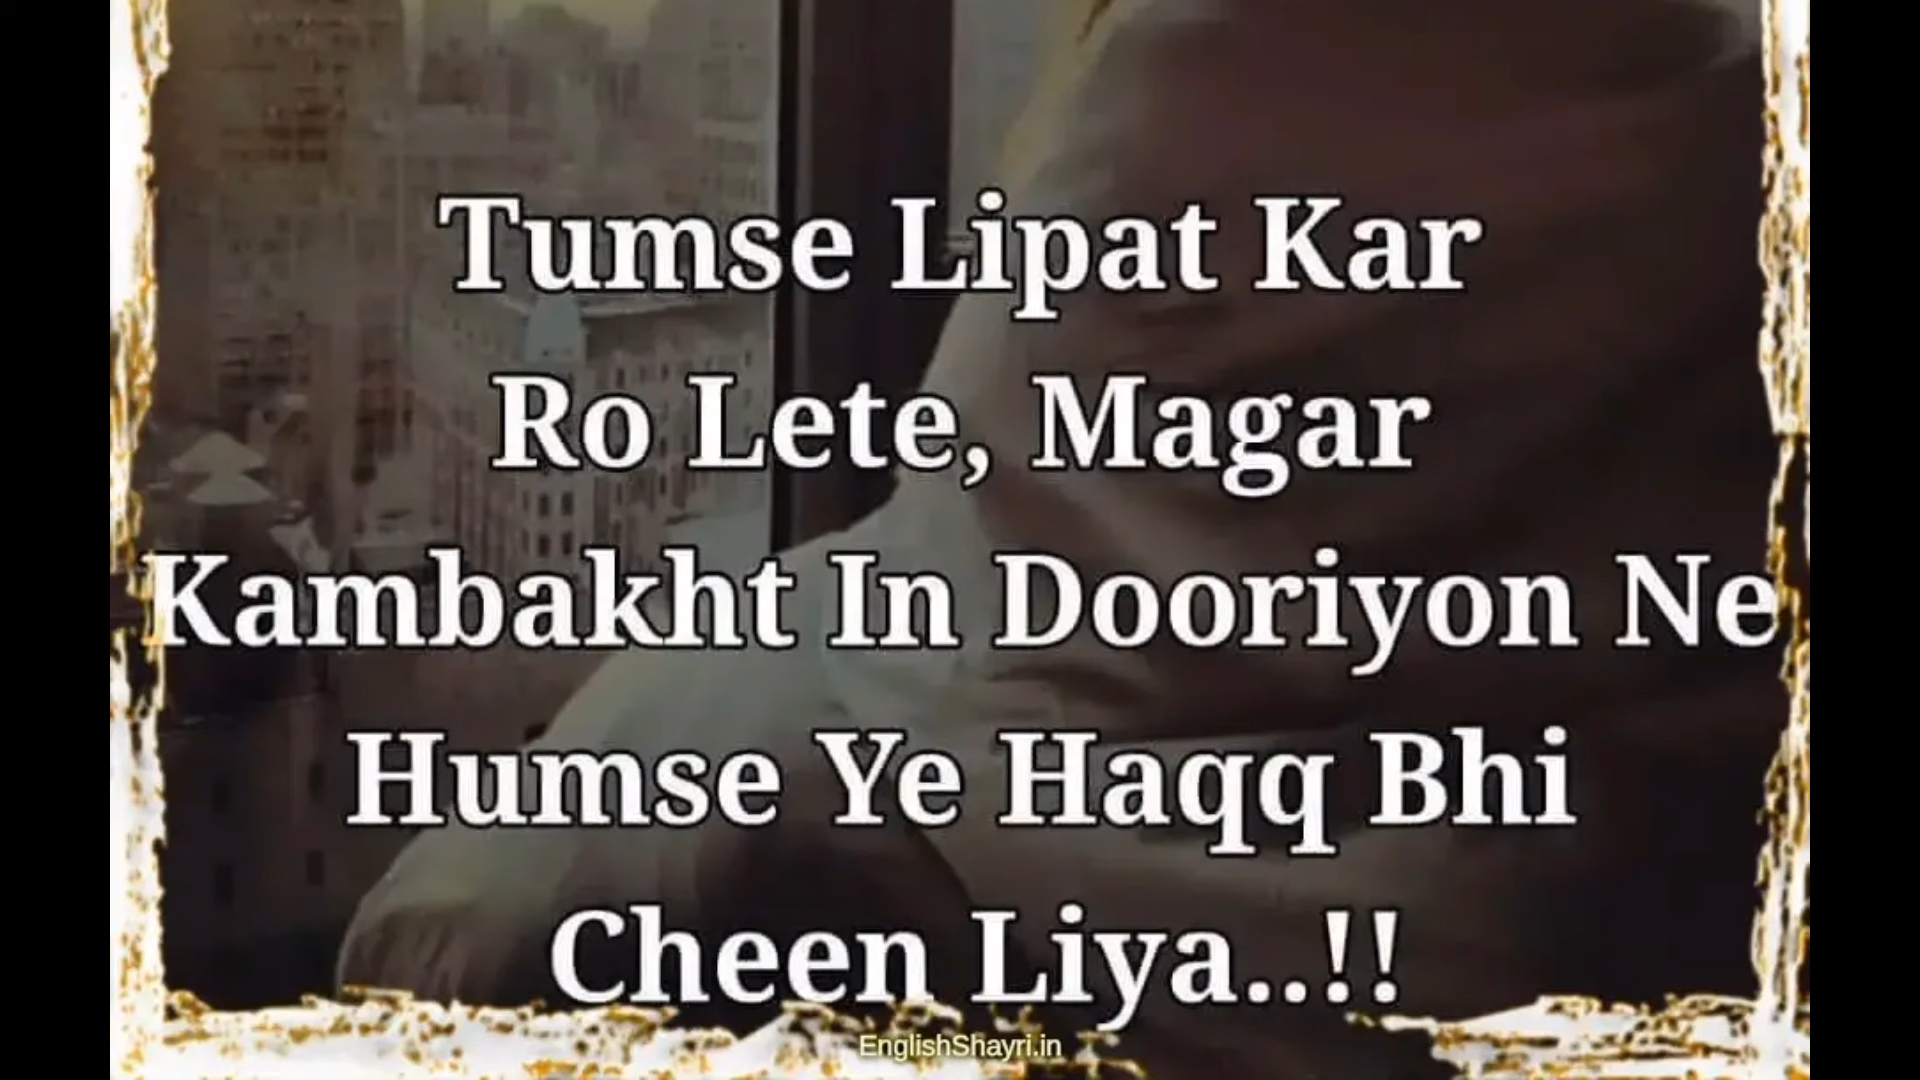 Tumse Lipat Kar
Ro Lete, Magar
Kambakht In Dooriyon Ne
Humse Ye Haqq Bhi
Cheen Liya..!!
EnglishShayri.in